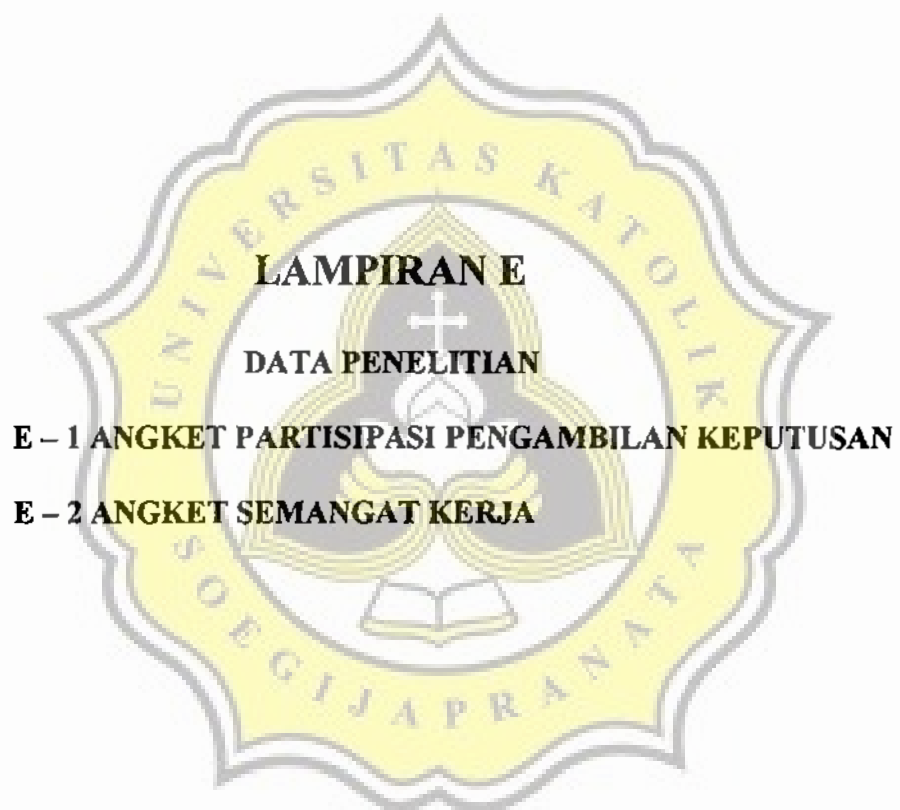 UNIVERSITAS KATOLIK
LAMPIRAN E
DATA PENELITIAN
E – 1 ANGKET PARTISIPASI PENGAMBILAN KEPUTUSAN
E – 2 ANGKET SEMANGAT KERJA
SOEGIJAPRANATA